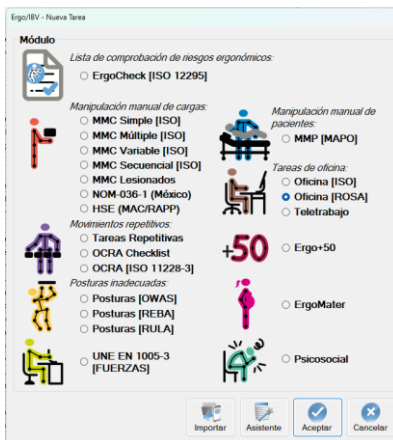 Ergo/IBV - Nueva Tarea
Módulo
Lista de comprobación de riesgos ergonómicos:
ErgoCheck [ISO 12295]
Manipulación manual de cargas:
MMC Simple [ISO]
MMC Múltiple [ISO]
MMC Variable [ISO]
MMC Secuencial [ISO]
MMC Lesionados
NOM-036-1 (México)
HSE (MAC/RAPP)
Movimientos repetitivos:
Tareas Repetitivas
OCRA Checklist
OCRA [ISO 11228-3]
Posturas inadecuadas:
Posturas [OWAS]
Posturas [REBA]
Posturas [RULA]
UNE EN 1005-3
[FUERZAS]
Manipulación manual de
pacientes:
MMP [MAPO]
Tareas de oficina:
Oficina [ISO]
Oficina [ROSA]
Teletrabajo
+50
Ergo+50
ErgoMater
Psicosocial
Importar
Asistente
Aceptar
Cancelar